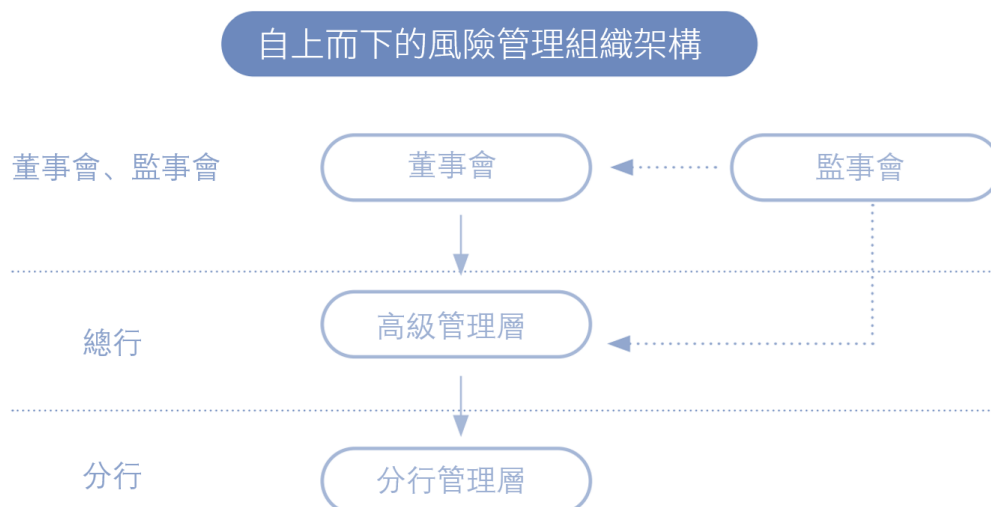 自上而下的風險管理組織架構
董事會、監事會
董事會
監事會
總行
高級管理層
分行
分行管理層